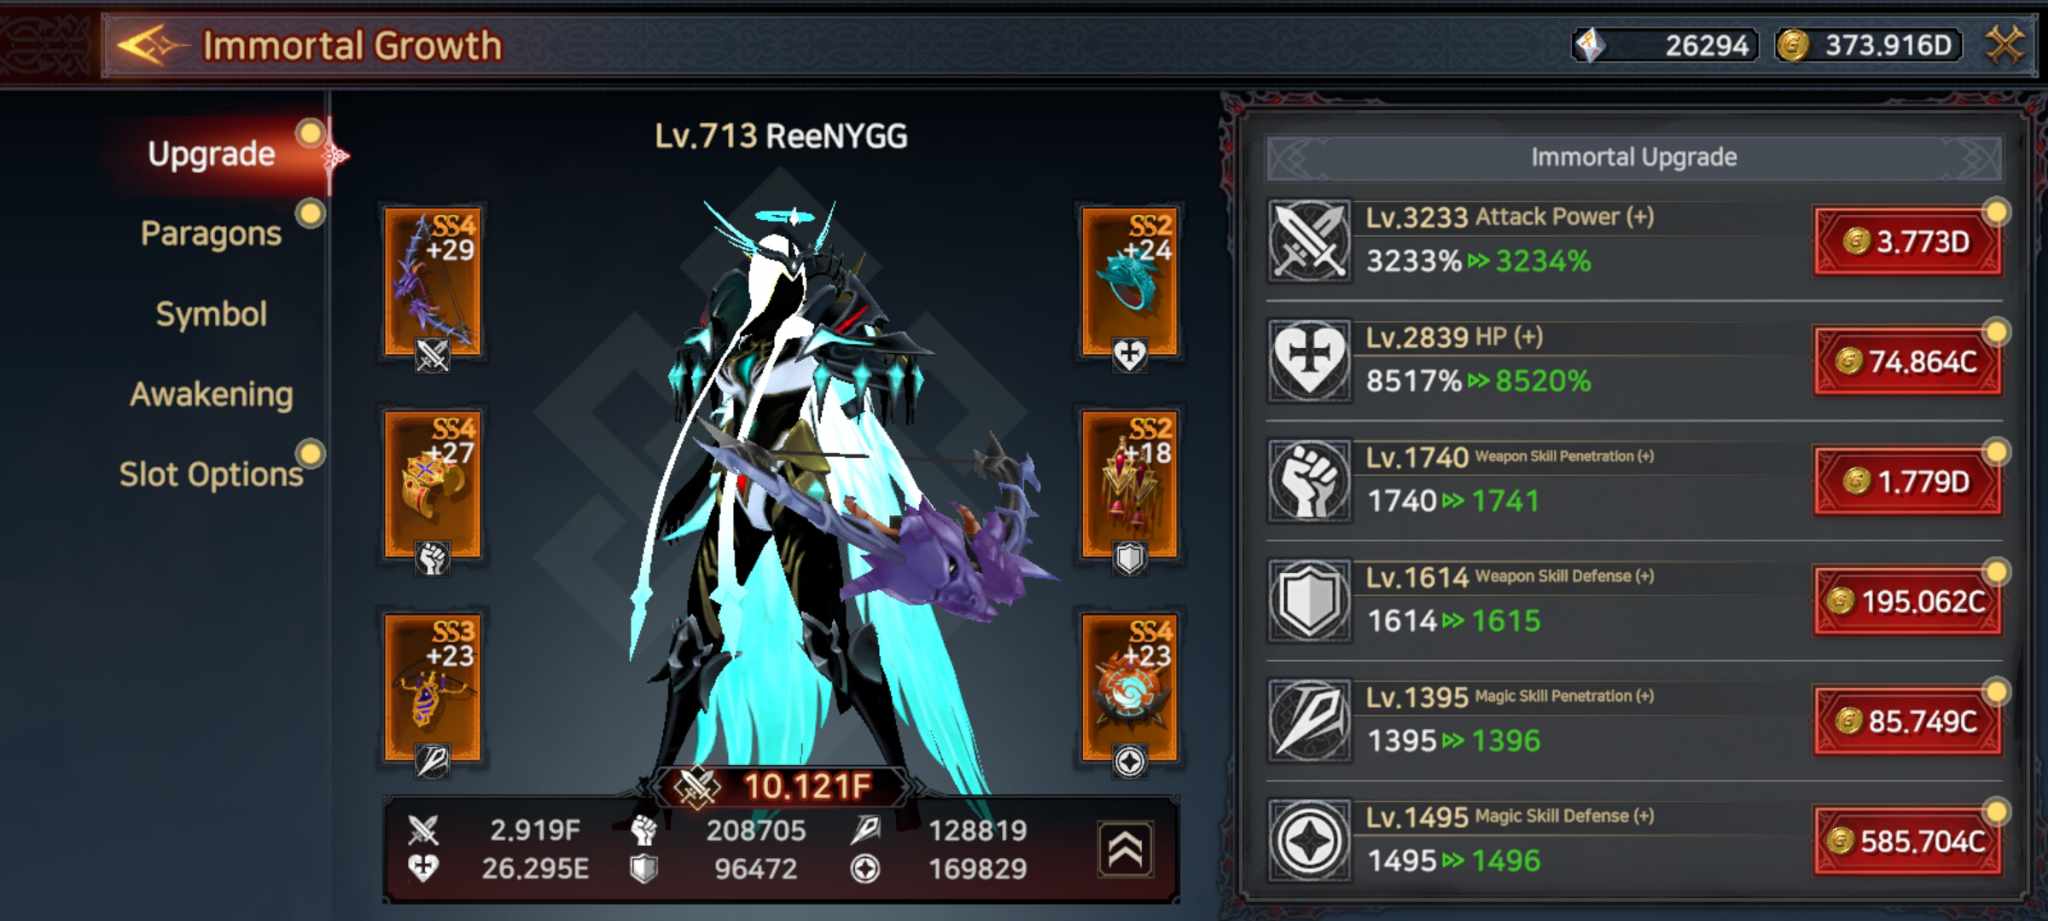 Immortal Growth
26294
373.916D
Upgrade
Paragons
Symbol
Awakening
Slot Options
Lv.713 ReeNYGG
SS4
+29
SS4
+27
SS3
+23
SS2
+24
SS2
+18
SS4
+23
10.121F
2.919F 208705 128819
26.295E 96472 169829
Immortal Upgrade
Lv.3233 Attack Power (+)
3233% 3234%
3.773D
Lv.2839 HP (+)
8517% 8520%
74.864C
Lv.1740 Weapon Skill Penetration (+)
1740 1741
1.779D
Lv.1614 Weapon Skill Defense (+)
1614 1615
195.062C
Lv.1395 Magic Skill Penetration (+)
1395 1396
85.749C
Lv.1495 Magic Skill Defense (+)
1495 1496
585.704C